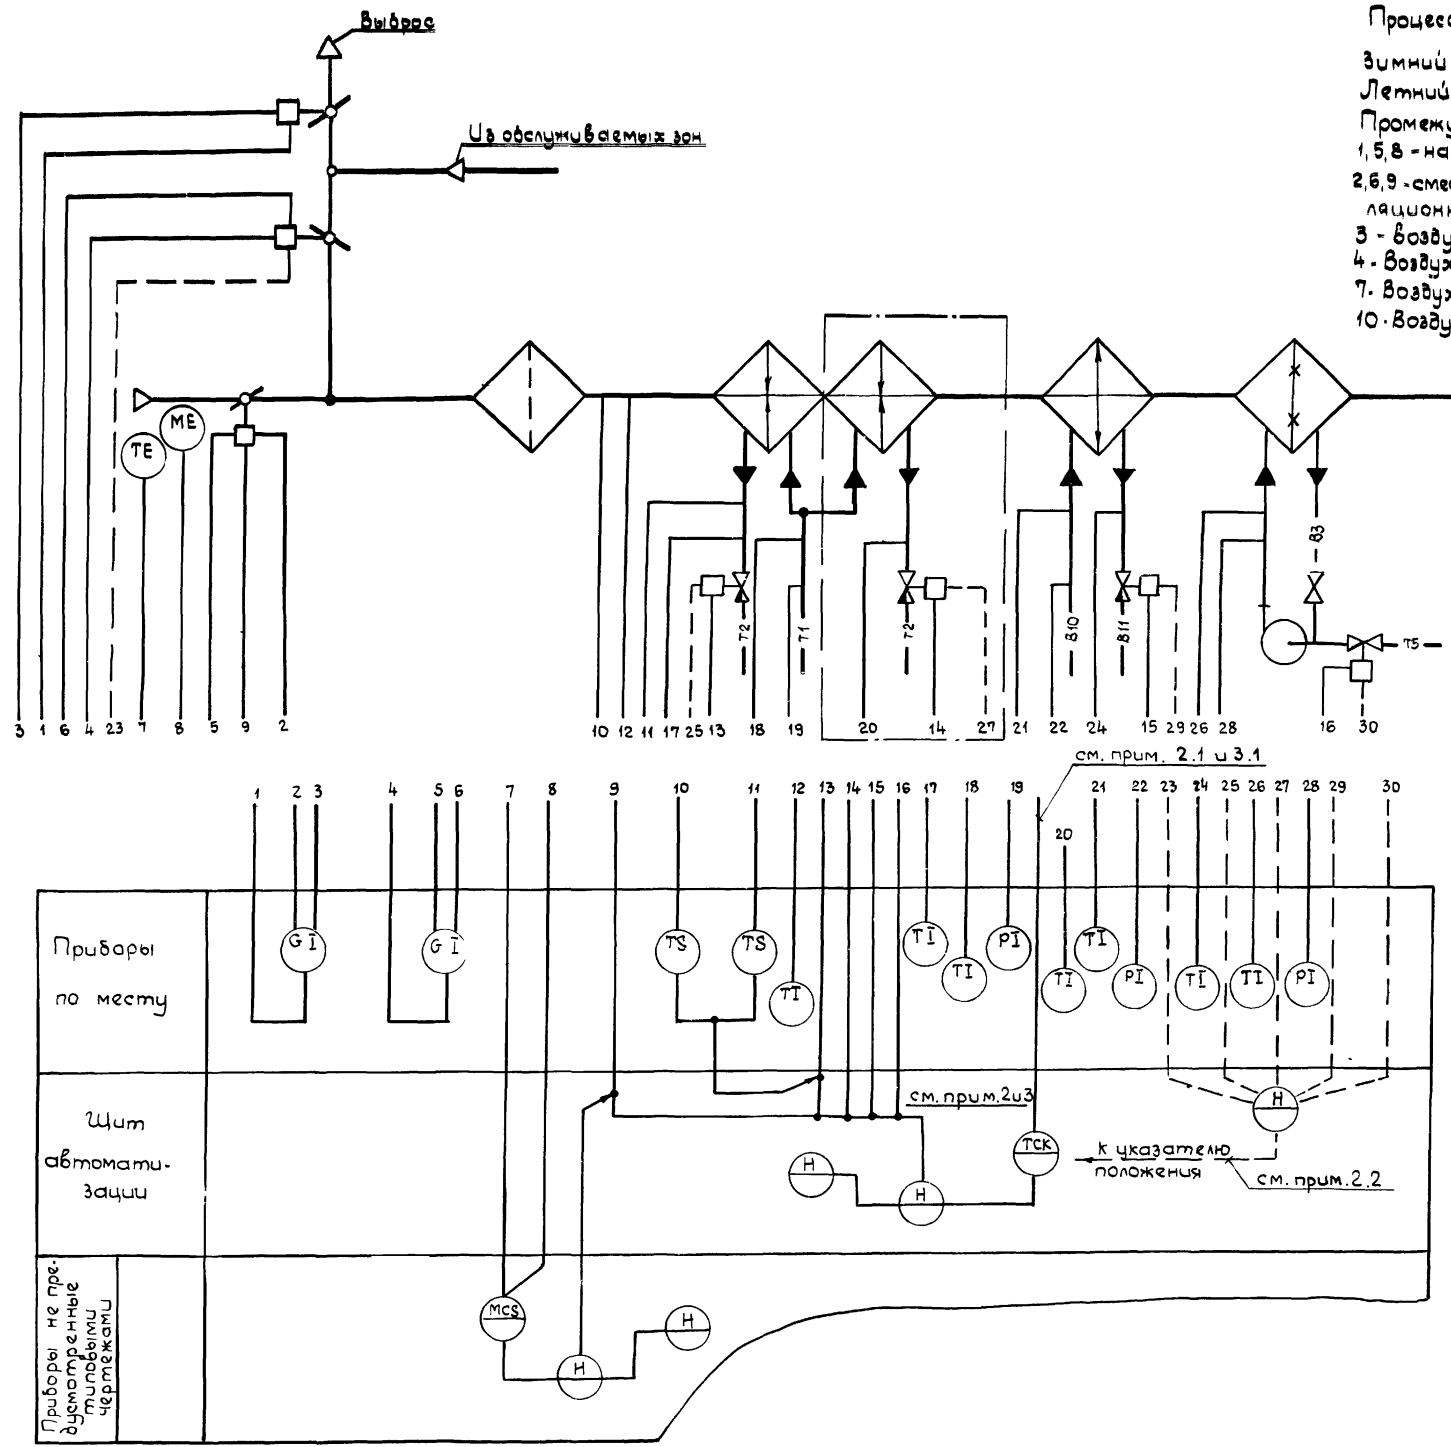 Выброс
Из обслуживаемых зон
Процесс
Зимний
Летний
Промежу
1,5,8 - на
2,6,9 - сме
ляцион
3 - возду
4 - Воздух
7 - Воздух
10 - Возду
ME
TE
Т2
Т1
Т2
В10
В11
В3
Т5
3 1 6 4 23 7 8 5 9 2 10 12 11 17 25 13 18 19 20 14 27 21 22 24 15 29 26 28 16 30
см. прим. 2.1 и 3.1
1 2 3 4 5 6 7 8 9 10 11 12 13 14 15 16 17 18 19 20 21 22 23 24 25 26 27 28 29 30
Прибары
по месту
GI GI TS TS TI TI TI PI TI TI PI TI TI PI
Щит
автомати-
зации
см. прим. 2 и 3
H
H
TCK
H
к указателю
положения
см. прим. 2.2
Приборы не пре-
дусмотренные
типовыми
чертежами
MCS
H
H